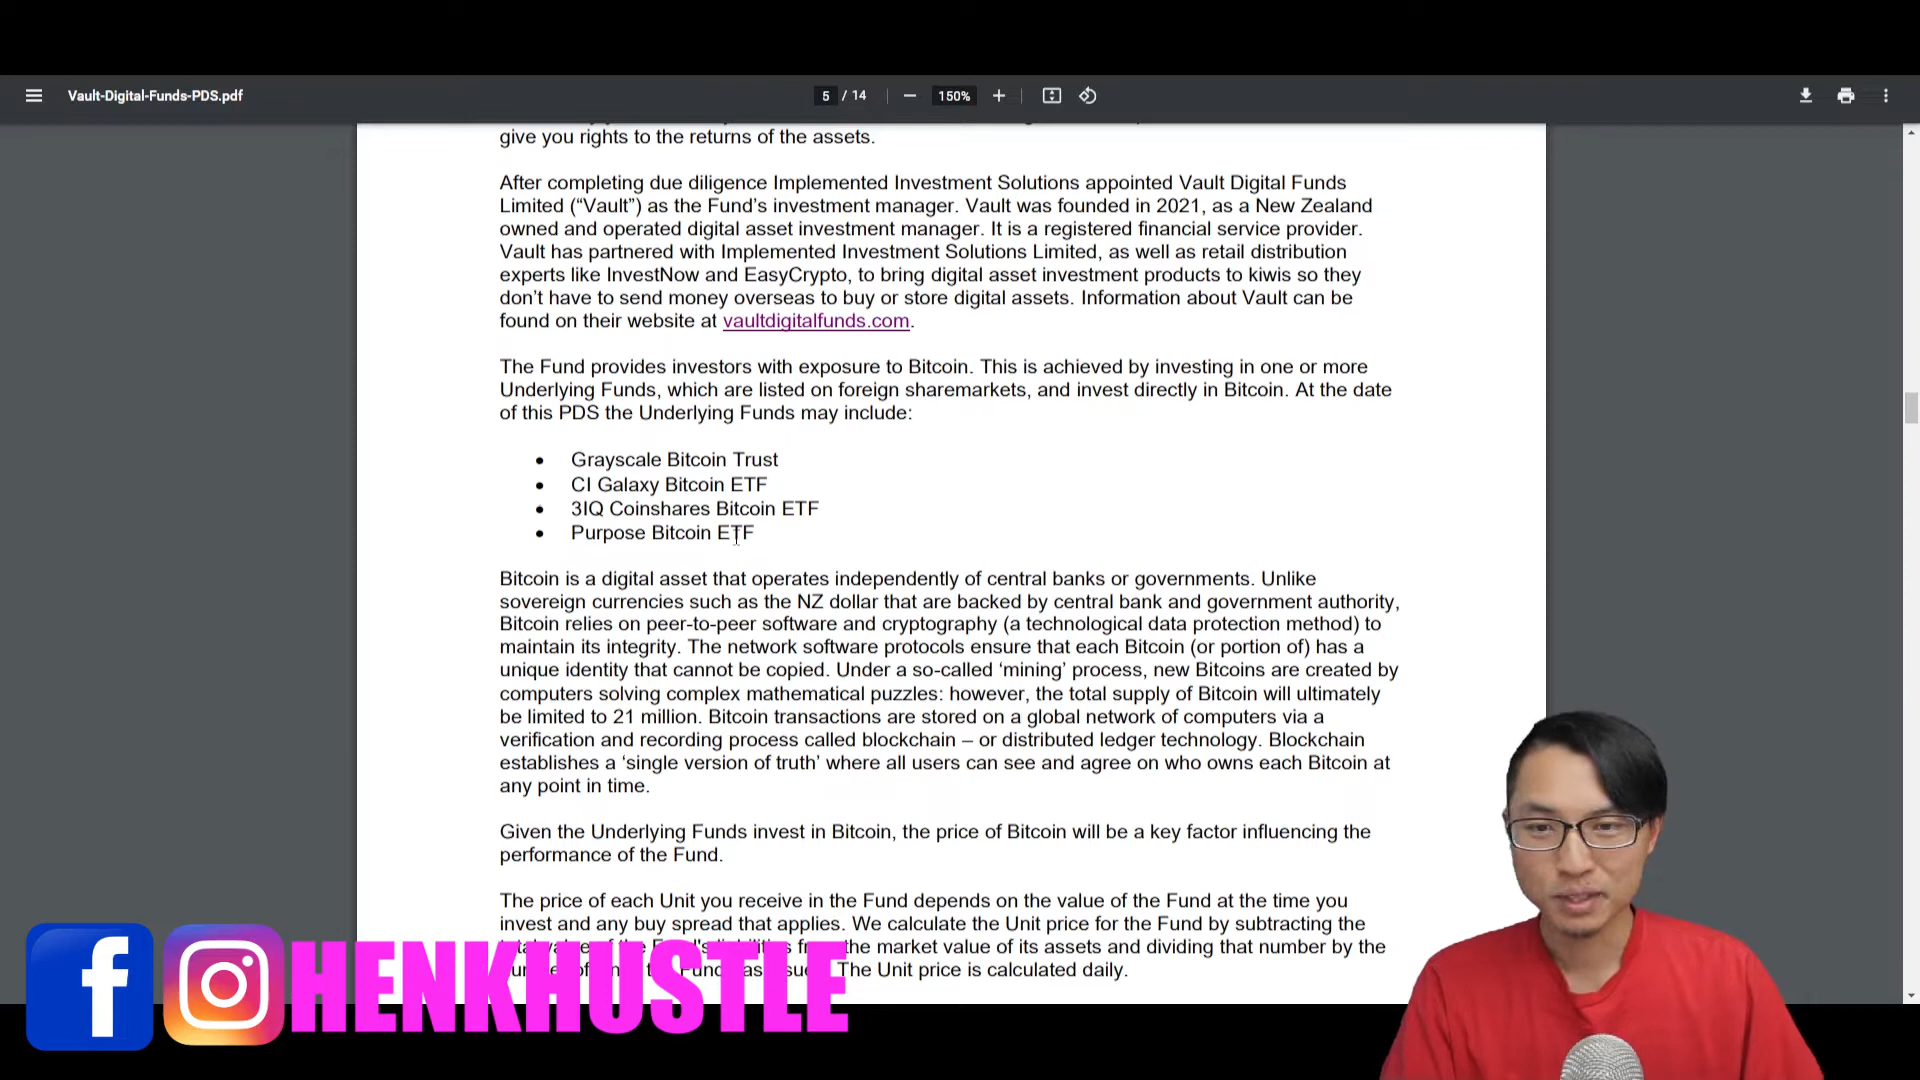 Vault-Digital-Funds-PDS.pdf
5 / 14
150%
give you rights to the returns of the assets.
After completing due diligence Implemented Investment Solutions appointed Vault Digital Funds
Limited (“Vault”) as the Fund’s investment manager. Vault was founded in 2021, as a New Zealand
owned and operated digital asset investment manager. It is a registered financial service provider.
Vault has partnered with Implemented Investment Solutions Limited, as well as retail distribution
experts like InvestNow and EasyCrypto, to bring digital asset investment products to kiwis so they
don’t have to send money overseas to buy or store digital assets. Information about Vault can be
found on their website at vaultdigitalfunds.com.
The Fund provides investors with exposure to Bitcoin. This is achieved by investing in one or more
Underlying Funds, which are listed on foreign sharemarkets, and invest directly in Bitcoin. At the date
of this PDS the Underlying Funds may include:
• Grayscale Bitcoin Trust
• CI Galaxy Bitcoin ETF
• 3IQ Coinshares Bitcoin ETF
• Purpose Bitcoin ETF
Bitcoin is a digital asset that operates independently of central banks or governments. Unlike
sovereign currencies such as the NZ dollar that are backed by central bank and government authority,
Bitcoin relies on peer-to-peer software and cryptography (a technological data protection method) to
maintain its integrity. The network software protocols ensure that each Bitcoin (or portion of) has a
unique identity that cannot be copied. Under a so-called ‘mining’ process, new Bitcoins are created by
computers solving complex mathematical puzzles: however, the total supply of Bitcoin will ultimately
be limited to 21 million. Bitcoin transactions are stored on a global network of computers via a
verification and recording process called blockchain – or distributed ledger technology. Blockchain
establishes a ‘single version of truth’ where all users can see and agree on who owns each Bitcoin at
any point in time.
Given the Underlying Funds invest in Bitcoin, the price of Bitcoin will be a key factor influencing the
performance of the Fund.
The price of each Unit you receive in the Fund depends on the value of the Fund at the time you
invest and any buy spread that applies. We calculate the Unit price for the Fund by subtracting the
the market value of its assets and dividing that number by the
The Unit price is calculated daily.
HENKHUSTLE